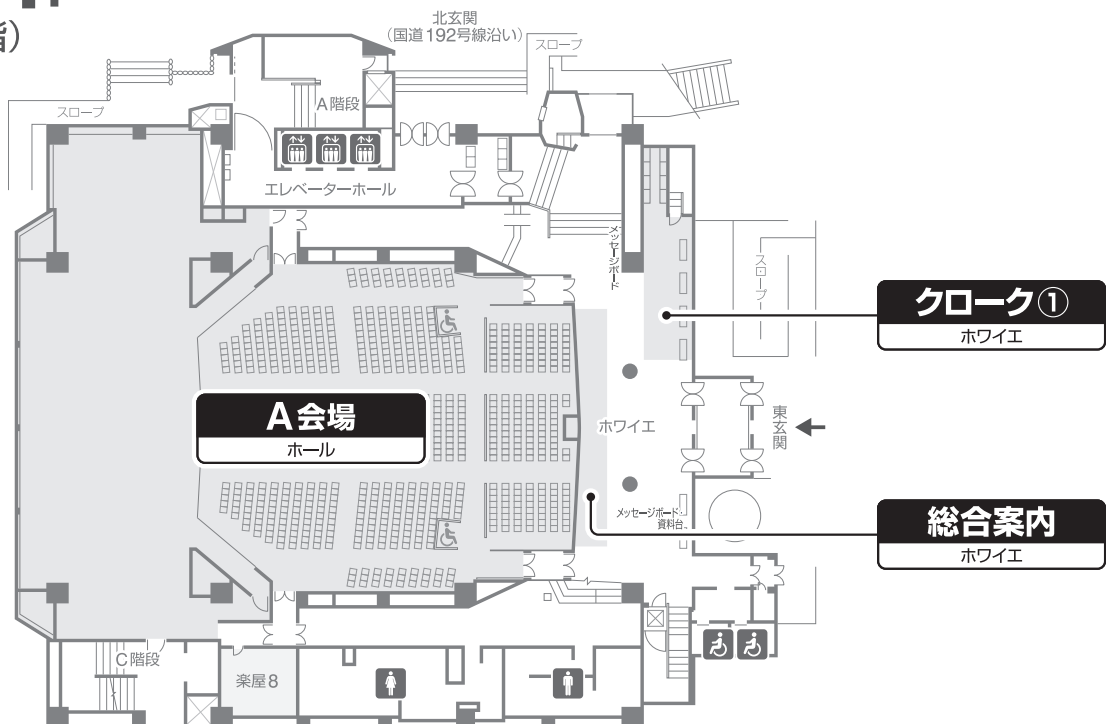 階）
北玄関
（国道192号線沿い）
スロープ
スロープ
A階段
エレベーターホール
メッセージボード
スロープ
クローク①
ホワイエ
A会場
ホール
ホワイエ
東玄関
メッセージボード・
資料台
総合案内
ホワイエ
C階段
楽屋8